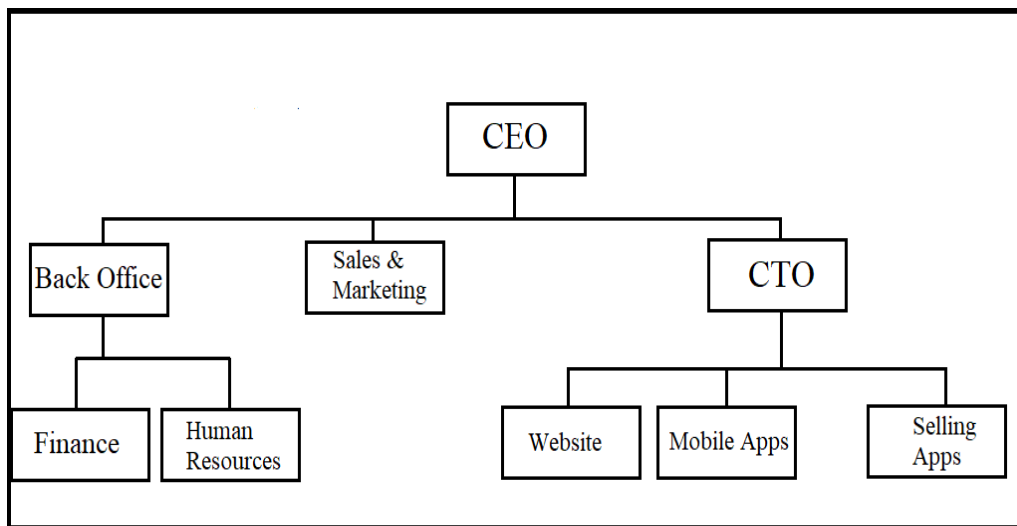 CEO
Back Office
Sales &
Marketing
CTO
Finance
Human
Resources
Website
Mobile Apps
Selling
Apps